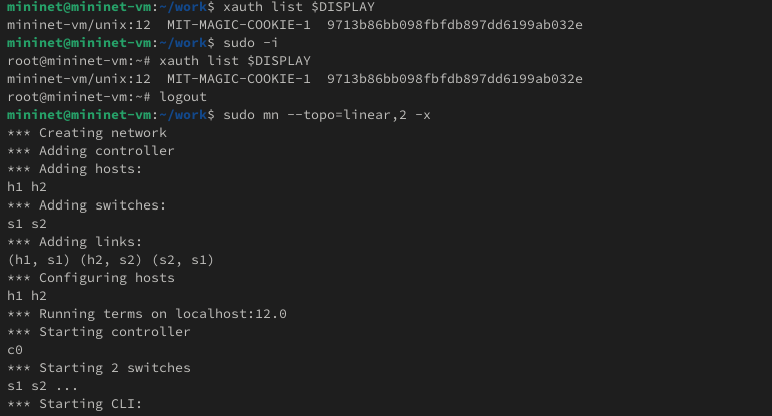 mininet@mininet-vm:~/work$ xauth list $DISPLAY
mininet-vm/unix:12  MIT-MAGIC-COOKIE-1  9713b86bb098fbfdb897dd6199ab032e
mininet@mininet-vm:~/work$ sudo -i
root@mininet-vm:~# xauth list $DISPLAY
mininet-vm/unix:12  MIT-MAGIC-COOKIE-1  9713b86bb098fbfdb897dd6199ab032e
root@mininet-vm:~# logout
mininet@mininet-vm:~/work$ sudo mn --topo=linear,2 -x
*** Creating network
*** Adding controller
*** Adding hosts:
h1 h2
*** Adding switches:
s1 s2
*** Adding links:
(h1, s1) (h2, s2) (s2, s1)
*** Configuring hosts
h1 h2
*** Running terms on localhost:12.0
*** Starting controller
c0
*** Starting 2 switches
s1 s2 ...
*** Starting CLI: